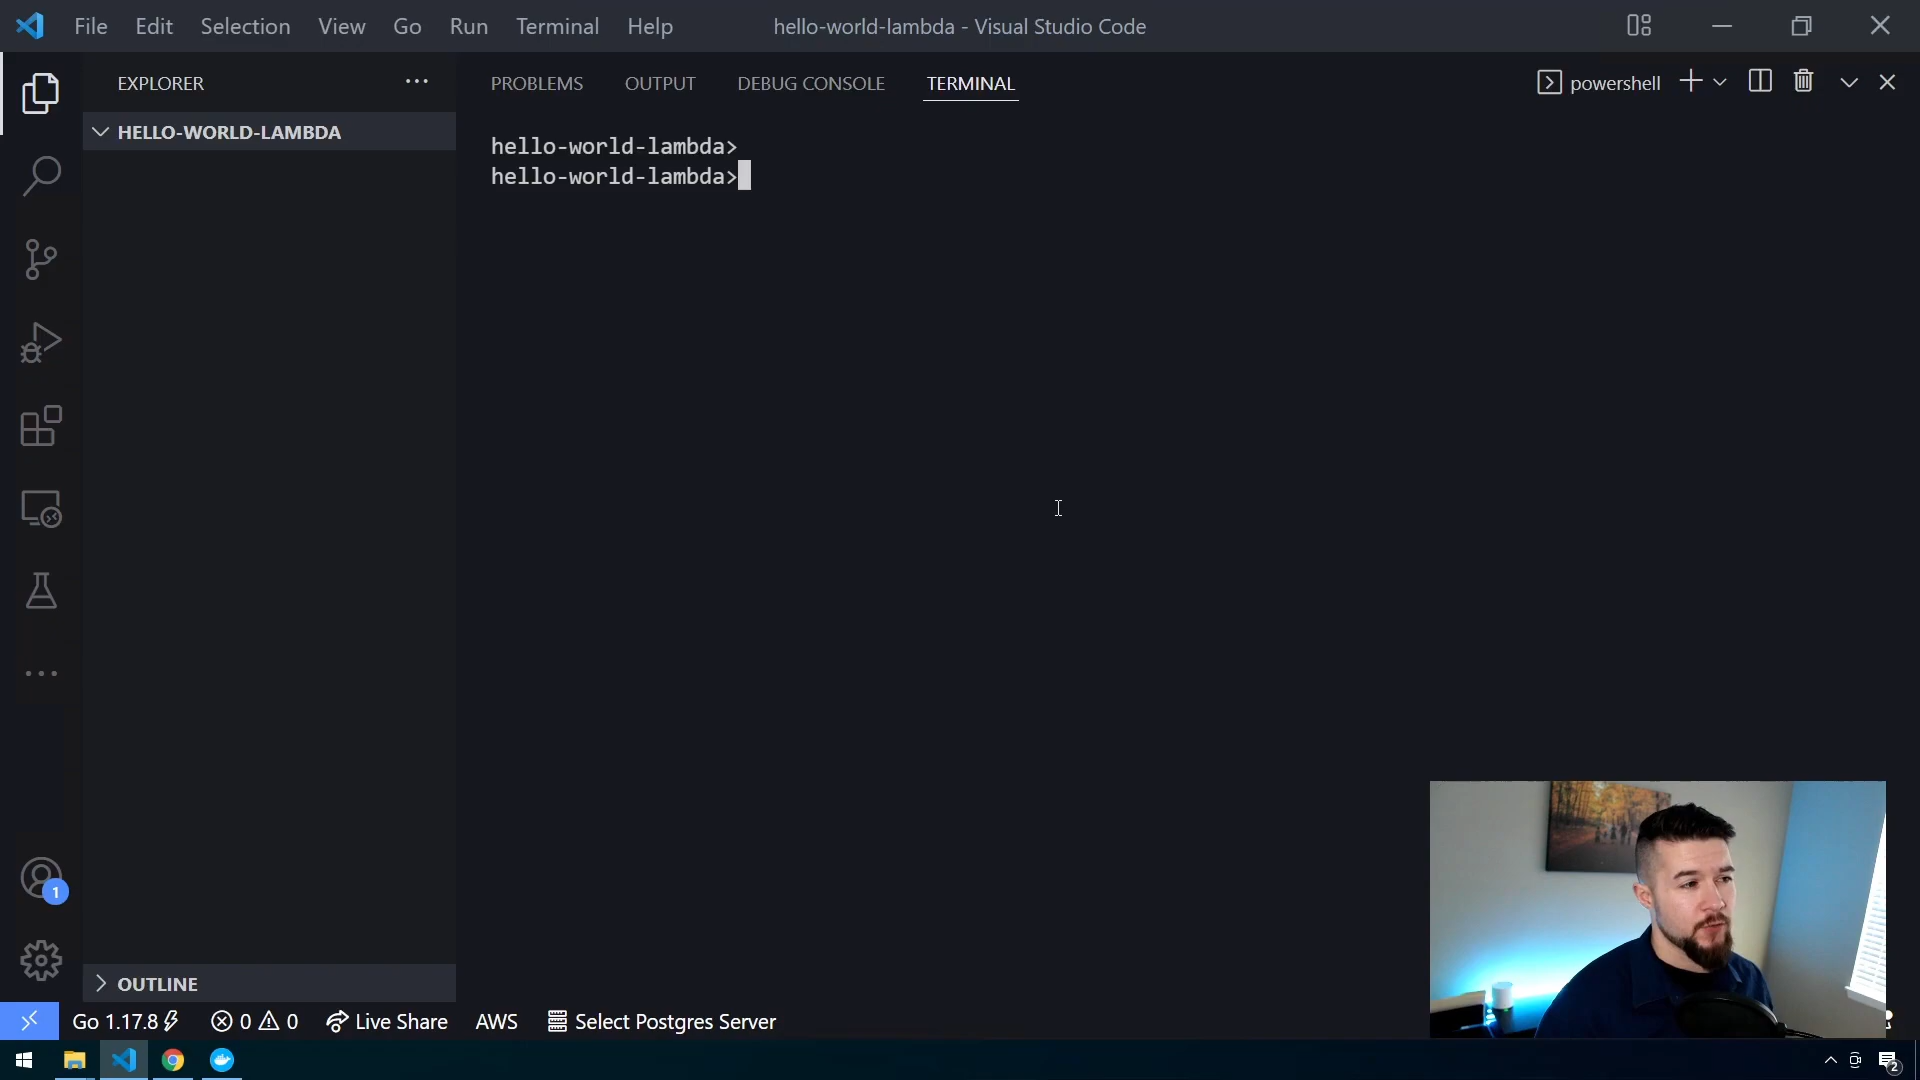 File Edit Selection View Go Run Terminal Help
hello-world-lambda - Visual Studio Code
EXPLORER
PROBLEMS OUTPUT DEBUG CONSOLE TERMINAL
powershell
HELLO-WORLD-LAMBDA
hello-world-lambda>
hello-world-lambda>
1
OUTLINE
Go 1.17.8 0 0 Live Share AWS Select Postgres Server
2